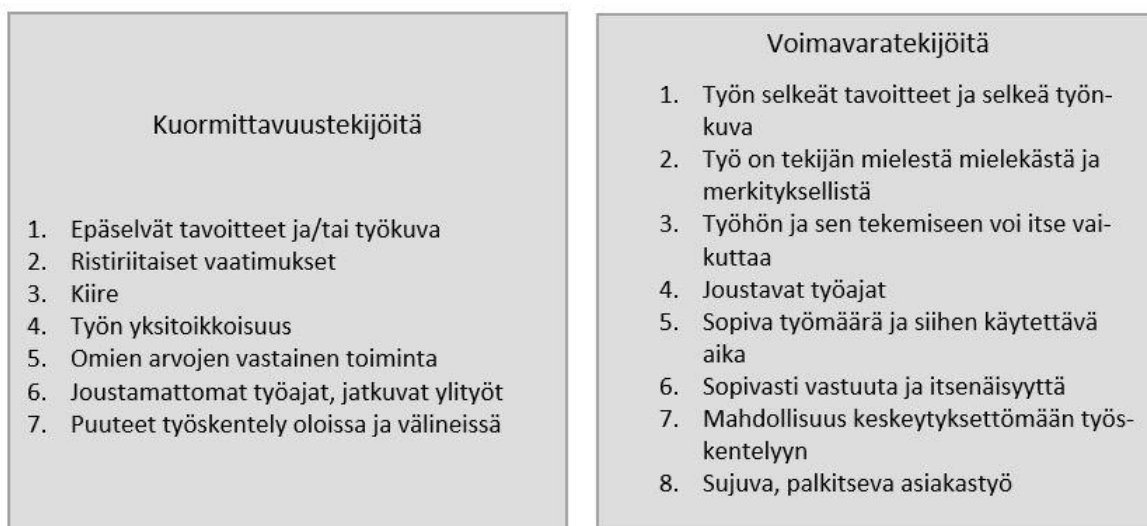 Kuormittavuustekijöitä
1. Epäselvät tavoitteet ja/tai työkuva
2. Ristiriitaiset vaatimukset
3. Kiire
4. Työn yksitoikkoisuus
5. Omien arvojen vastainen toiminta
6. Joustamattomat työajat, jatkuvat ylityöt
7. Puuteet työskentely oloissa ja välineissä
Voimavaratekijöitä
1. Työn selkeät tavoitteet ja selkeä työn-
kuva
2. Työ on tekijän mielestä mielekästä ja
merkityksellistä
3. Työhön ja sen tekemiseen voi itse vai-
kuttaa
4. Joustavat työajat
5. Sopiva työmäärä ja siihen käytettävä
aika
6. Sopivasti vastuuta ja itsenäisyyttä
7. Mahdollisuus keskeytyksettömään työs-
kentelyyn
8. Sujuva, palkitseva asiakastyö